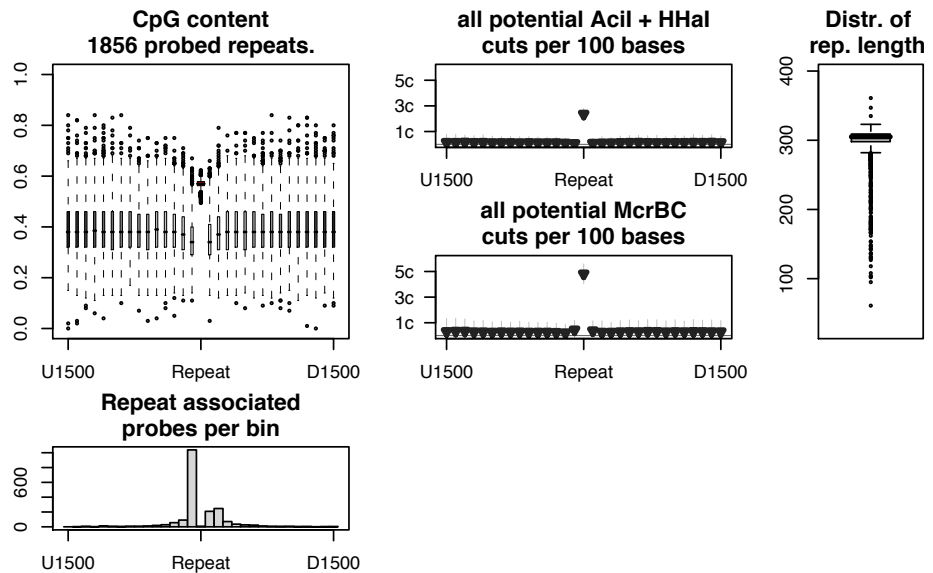 CpG content
1856 probed repeats.
1.0
0.8
0.6
0.4
0.2
0.0
U1500 Repeat D1500
all potential AciI + HHaI
cuts per 100 bases
5c
3c
1c
U1500 Repeat D1500
all potential McrBC
cuts per 100 bases
5c
3c
1c
U1500 Repeat D1500
Distr. of
rep. length
400
300
200
100
Repeat associated
probes per bin
600
0
U1500 Repeat D1500